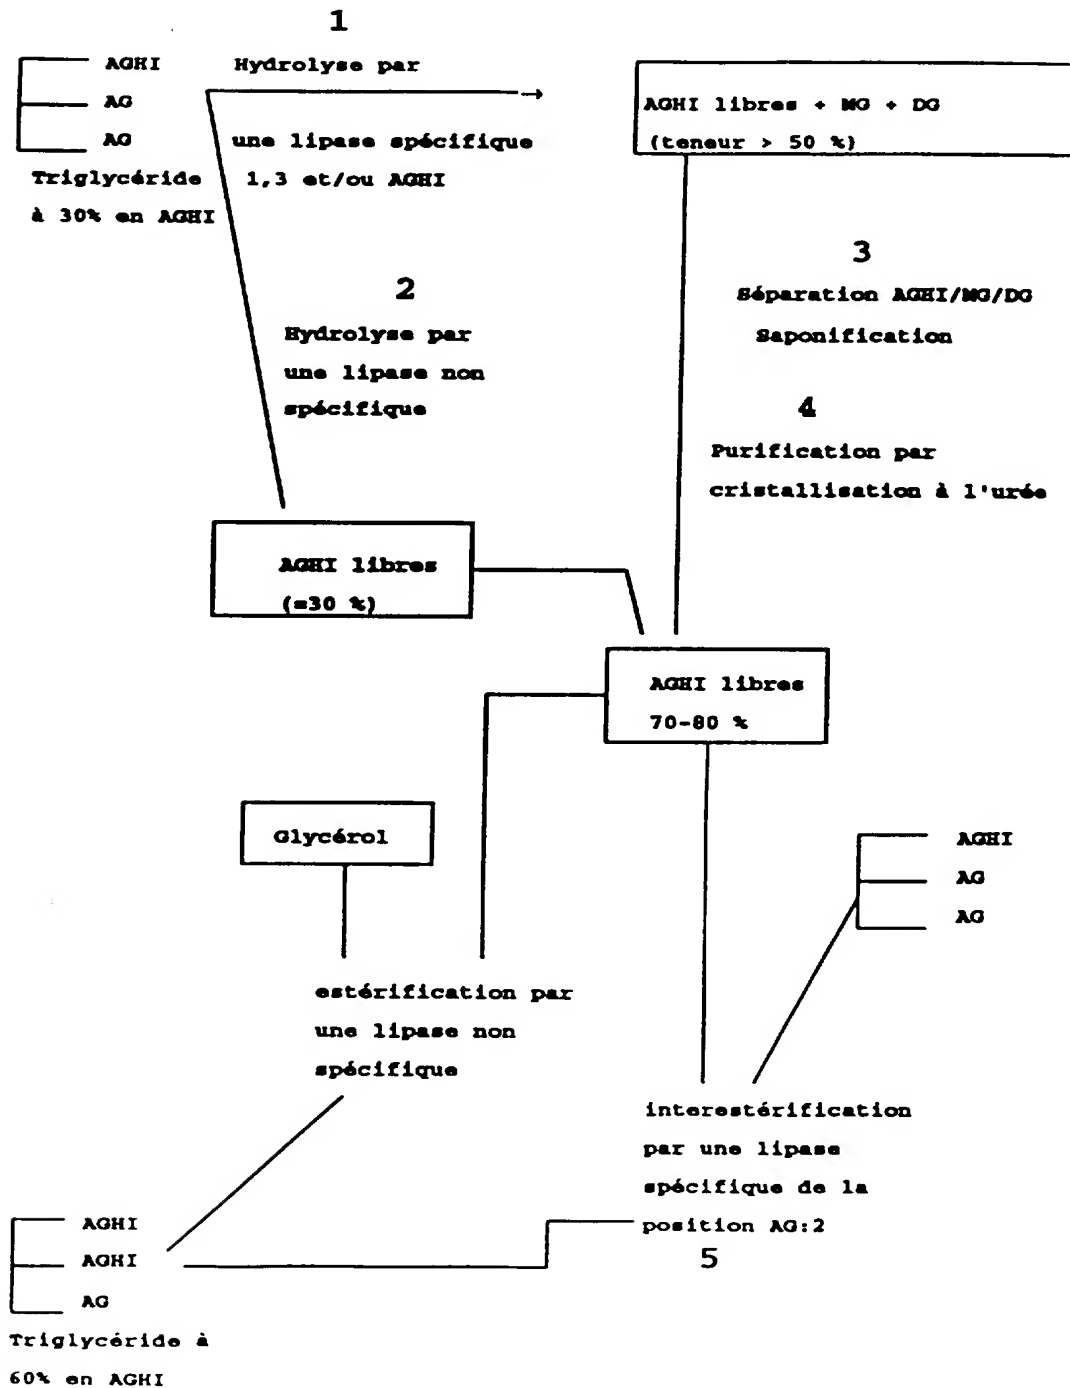 1
AGHI
AG
AG
Triglycéride
à 30% en AGHI
Hydrolyse par
une lipase spécifique
1,3 et/ou AGHI
AGHI libres + MG + DG
(teneur > 50 %)
2
Hydrolyse par
une lipase non
spécifique
3
Séparation AGHI/MG/DG
Saponification
4
Purification par
cristallisation à l'urée
AGHI libres
(=30 %)
AGHI libres
70-80 %
Glycérol
AGHI
AG
AG
estérification par
une lipase non
spécifique
interestérification
par une lipase
spécifique de la
position AG:2
5
AGHI
AGHI
AG
Triglycéride à
60% en AGHI